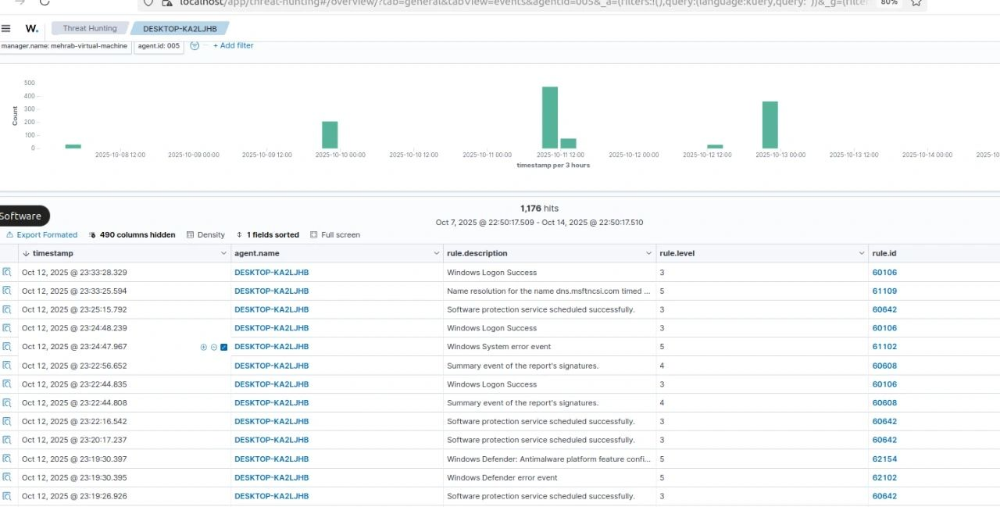 localhost/app/threat-hunting#/overview/?tab=general&tabView=events&agentId=005&_a=(filters:!(),query:(language:kuery,query:''))&_g=(filter 80%
W. Threat Hunting DESKTOP-KA2LJHB
manager.name: mehrab-virtual-machine agent.id: 005 + Add filter
500
400
300
200
100
0
Count
2025-10-08 12:00 2025-10-09 00:00 2025-10-09 12:00 2025-10-10 00:00 2025-10-10 12:00 2025-10-11 00:00 2025-10-11 12:00 2025-10-12 00:00 2025-10-12 12:00 2025-10-13 00:00 2025-10-13 12:00 2025-10-14 00:00 2025-10
timestamp per 3 hours
Software
1,176 hits
Oct 7, 2025 @ 22:50:17.509 - Oct 14, 2025 @ 22:50:17.510
Export Formated 490 columns hidden Density 1 fields sorted Full screen
timestamp agent.name rule.description rule.level rule.id
Oct 12, 2025 @ 23:33:28.329 DESKTOP-KA2LJHB Windows Logon Success 3 60106
Oct 12, 2025 @ 23:33:25.594 DESKTOP-KA2LJHB Name resolution for the name dns.msftncsi.com timed ... 5 61109
Oct 12, 2025 @ 23:25:15.792 DESKTOP-KA2LJHB Software protection service scheduled successfully. 3 60642
Oct 12, 2025 @ 23:24:48.239 DESKTOP-KA2LJHB Windows Logon Success 3 60106
Oct 12, 2025 @ 23:24:47.967 DESKTOP-KA2LJHB Windows System error event 5 61102
Oct 12, 2025 @ 23:22:56.652 DESKTOP-KA2LJHB Summary event of the report's signatures. 4 60608
Oct 12, 2025 @ 23:22:44.835 DESKTOP-KA2LJHB Windows Logon Success 3 60106
Oct 12, 2025 @ 23:22:44.808 DESKTOP-KA2LJHB Summary event of the report's signatures. 4 60608
Oct 12, 2025 @ 23:22:16.542 DESKTOP-KA2LJHB Software protection service scheduled successfully. 3 60642
Oct 12, 2025 @ 23:20:17.237 DESKTOP-KA2LJHB Software protection service scheduled successfully. 3 60642
Oct 12, 2025 @ 23:19:30.397 DESKTOP-KA2LJHB Windows Defender: Antimalware platform feature confi... 5 62154
Oct 12, 2025 @ 23:19:30.395 DESKTOP-KA2LJHB Windows Defender error event 5 62102
Oct 12, 2025 @ 23:19:26.926 DESKTOP-KA2LJHB Software protection service scheduled successfully. 3 60642